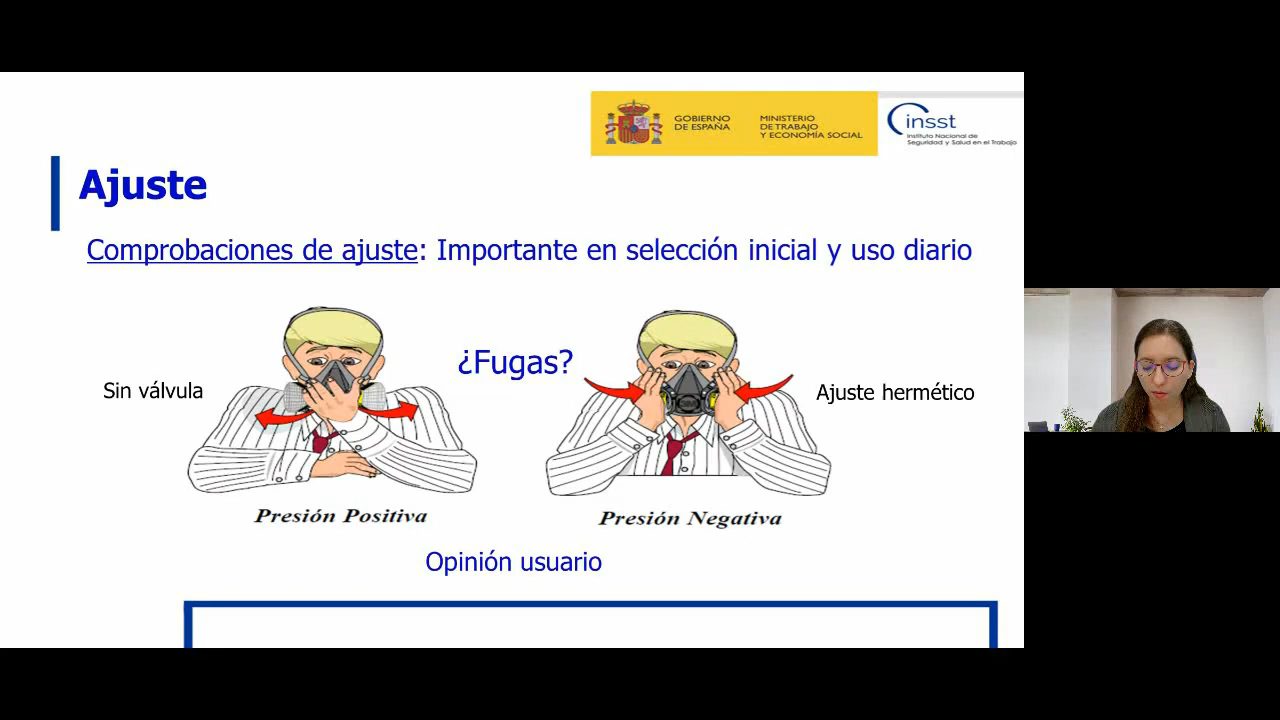 GOBIERNO
DE ESPAÑA
MINISTERIO
DE TRABAJO
Y ECONOMÍA SOCIAL
insst
Instituto Nacional de
Seguridad y Salud en el Trabajo
Ajuste
Comprobaciones de ajuste: Importante en selección inicial y uso diario
¿Fugas?
Sin válvula
Ajuste hermético
Presión Positiva
Presión Negativa
Opinión usuario